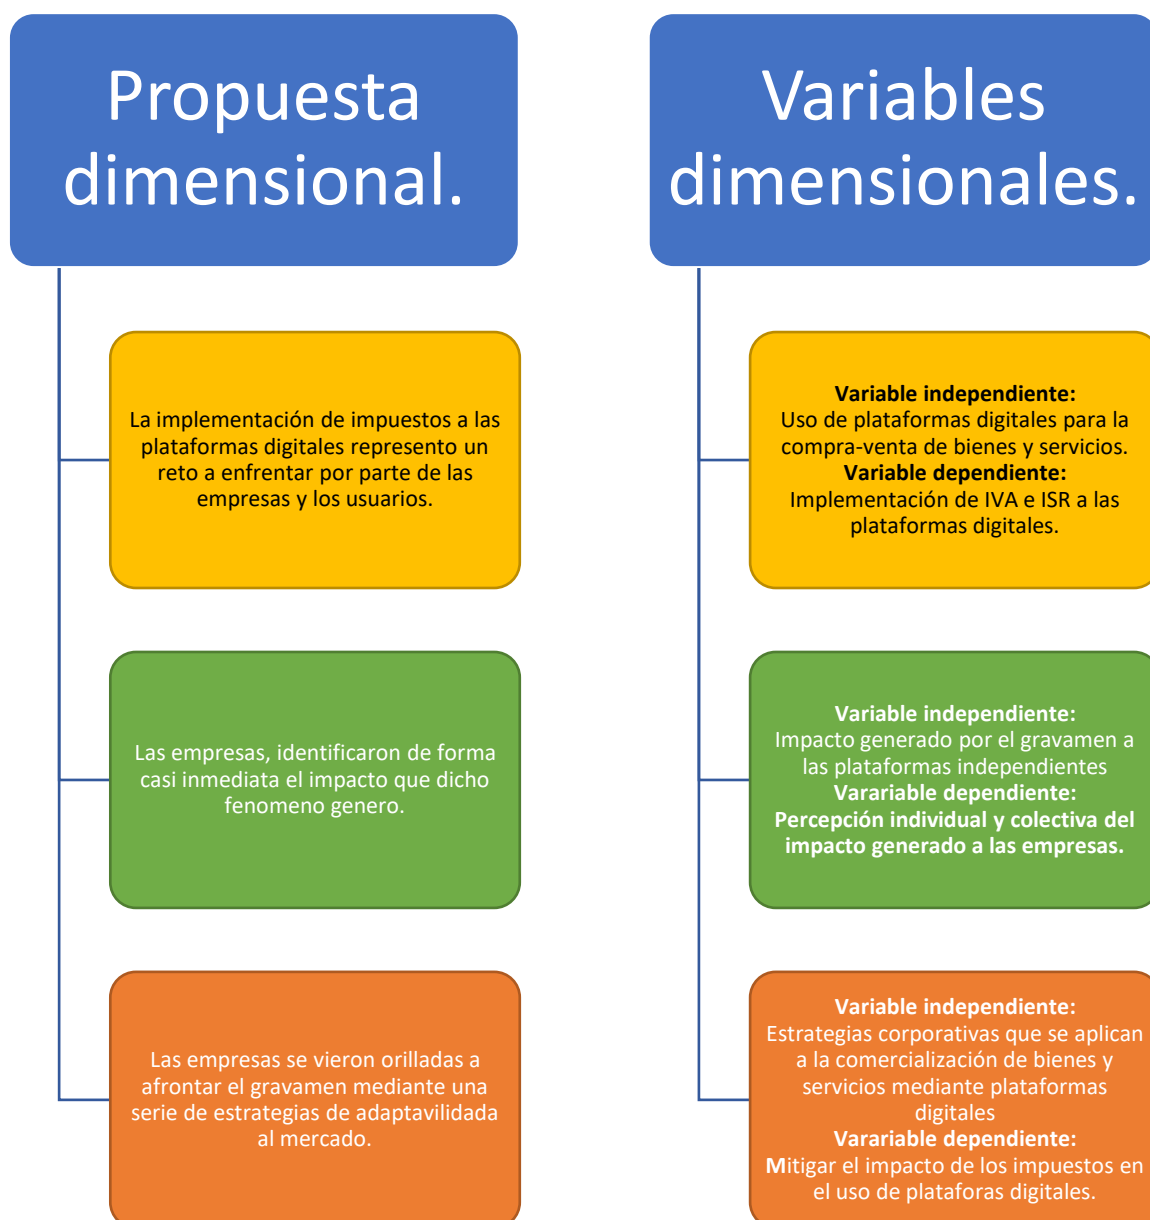 Propuesta
dimensional.
La implementación de impuestos a las
plataformas digitales represento un
reto a enfrentar por parte de las
empresas y los usuarios.
Las empresas, identificaron de forma
casi inmediata el impacto que dicho
fenomeno genero.
Las empresas se vieron orilladas a
afrontar el gravamen mediante una
serie de estrategias de adaptavilidada
al mercado.
Variables
dimensionales.
Variable independiente:
Uso de plataformas digitales para la
compra-venta de bienes y servicios.
Variable dependiente:
Implementación de IVA e ISR a las
plataformas digitales.
Variable independiente:
Impacto generado por el gravamen a
las plataformas independientes
Varariable dependiente:
Percepción individual y colectiva del
impacto generado a las empresas.
Variable independiente:
Estrategias corporativas que se aplican
a la comercialización de bienes y
servicios mediante plataformas
digitales
Varariable dependiente:
Mitigar el impacto de los impuestos en
el uso de plataforas digitales.